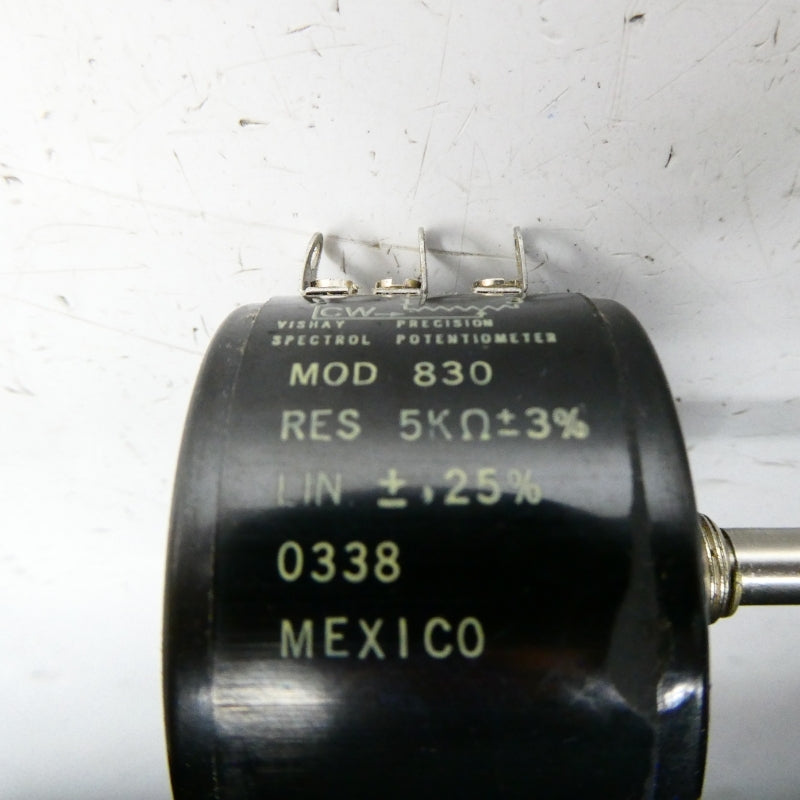 CW
VISHAY PRECISION
SPECTROL POTENTIOMETER
MOD 830
RES 5KΩ±3%
LIN ±.25%
0338
MEXICO